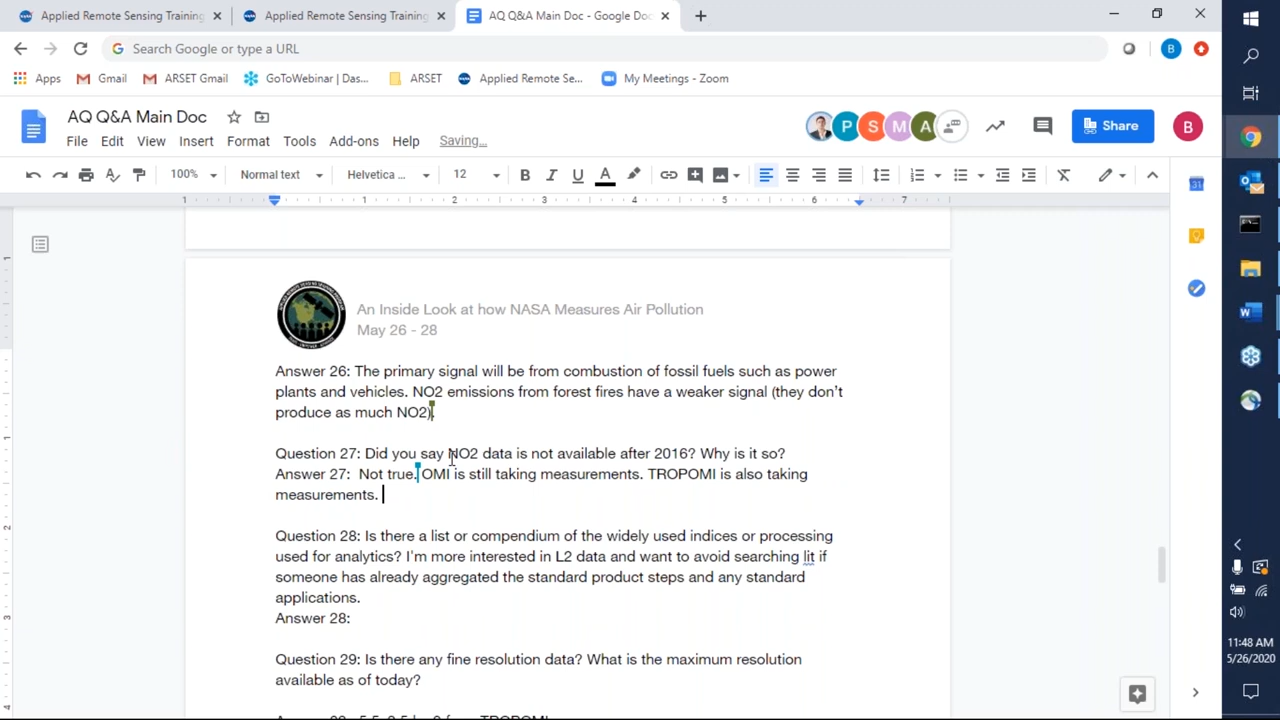 Applied Remote Sensing Training
Applied Remote Sensing Training
AQ Q&A Main Doc - Google Doc
Search Google or type a URL
B
Apps
Gmail
ARSET Gmail
GoToWebinar | Das...
ARSET
Applied Remote Se...
My Meetings - Zoom
AQ Q&A Main Doc
P
S
M
A
Share
B
File Edit View Insert Format Tools Add-ons Help Saving...
100%
Normal text
Helvetica ...
12
B I U A
1 1 2 3 4 5 6 7
An Inside Look at how NASA Measures Air Pollution
May 26 - 28
Answer 26: The primary signal will be from combustion of fossil fuels such as power
plants and vehicles. NO2 emissions from forest fires have a weaker signal (they don't
produce as much NO2).
Question 27: Did you say NO2 data is not available after 2016? Why is it so?
Answer 27:  Not true. OMI is still taking measurements. TROPOMI is also taking
measurements.
Question 28: Is there a list or compendium of the widely used indices or processing
used for analytics? I'm more interested in L2 data and want to avoid searching lit if
someone has already aggregated the standard product steps and any standard
applications.
Answer 28:
Question 29: Is there any fine resolution data? What is the maximum resolution
available as of today?
11:48 AM
5/26/2020